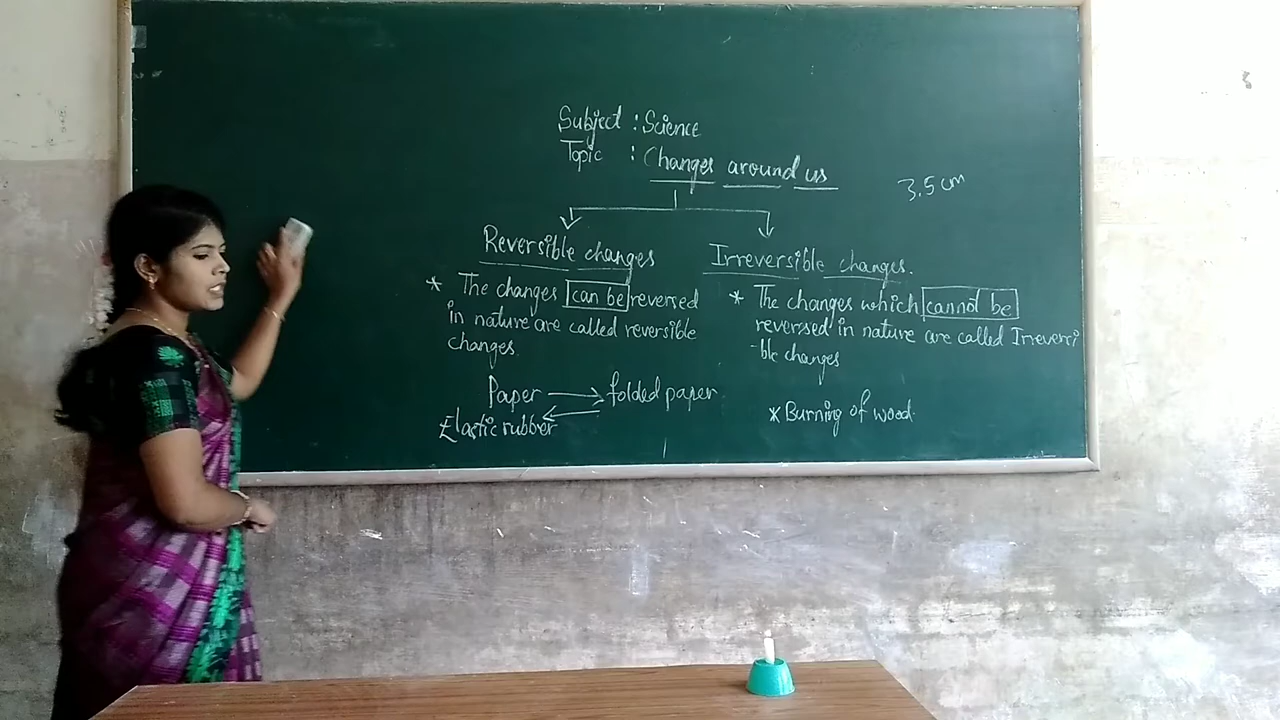 Subject : Science
Topic : Changes around us
3.5 cm
Reversible changes
* The changes can be reversed
in nature are called reversible
changes.
Paper → folded paper
Elastic rubber ←
Irreversible changes.
* The changes which cannot be
reversed in nature are called Irreversi
-ble changes
* Burning of wood.